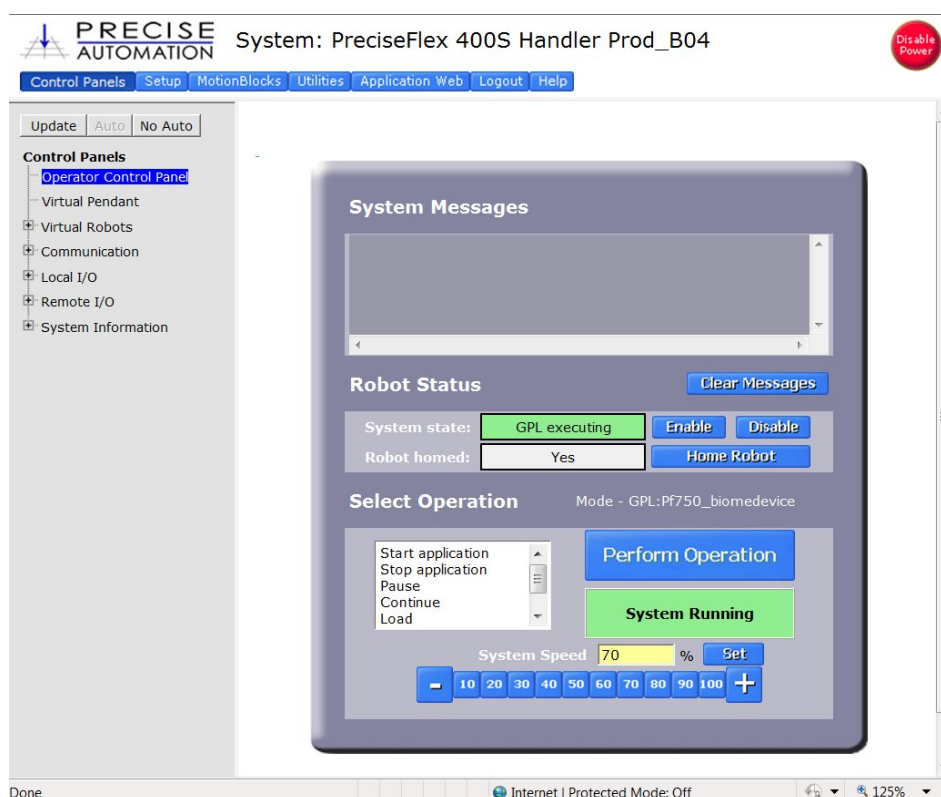 PRECISE
AUTOMATION
System: PreciseFlex 400S Handler Prod_B04
Disable
Power
Control Panels Setup MotionBlocks Utilities Application Web Logout Help
Update Auto No Auto
Control Panels
Operator Control Panel
Virtual Pendant
Virtual Robots
Communication
Local I/O
Remote I/O
System Information
System Messages
Robot Status Clear Messages
System state: GPL executing Enable Disable
Robot homed: Yes Home Robot
Select Operation Mode - GPL:Pf750_biomedevice
Start application
Stop application
Pause
Continue
Load
Perform Operation
System Running
System Speed 70 % Set
- 10 20 30 40 50 60 70 80 90 100 +
Done Internet | Protected Mode: Off 125%